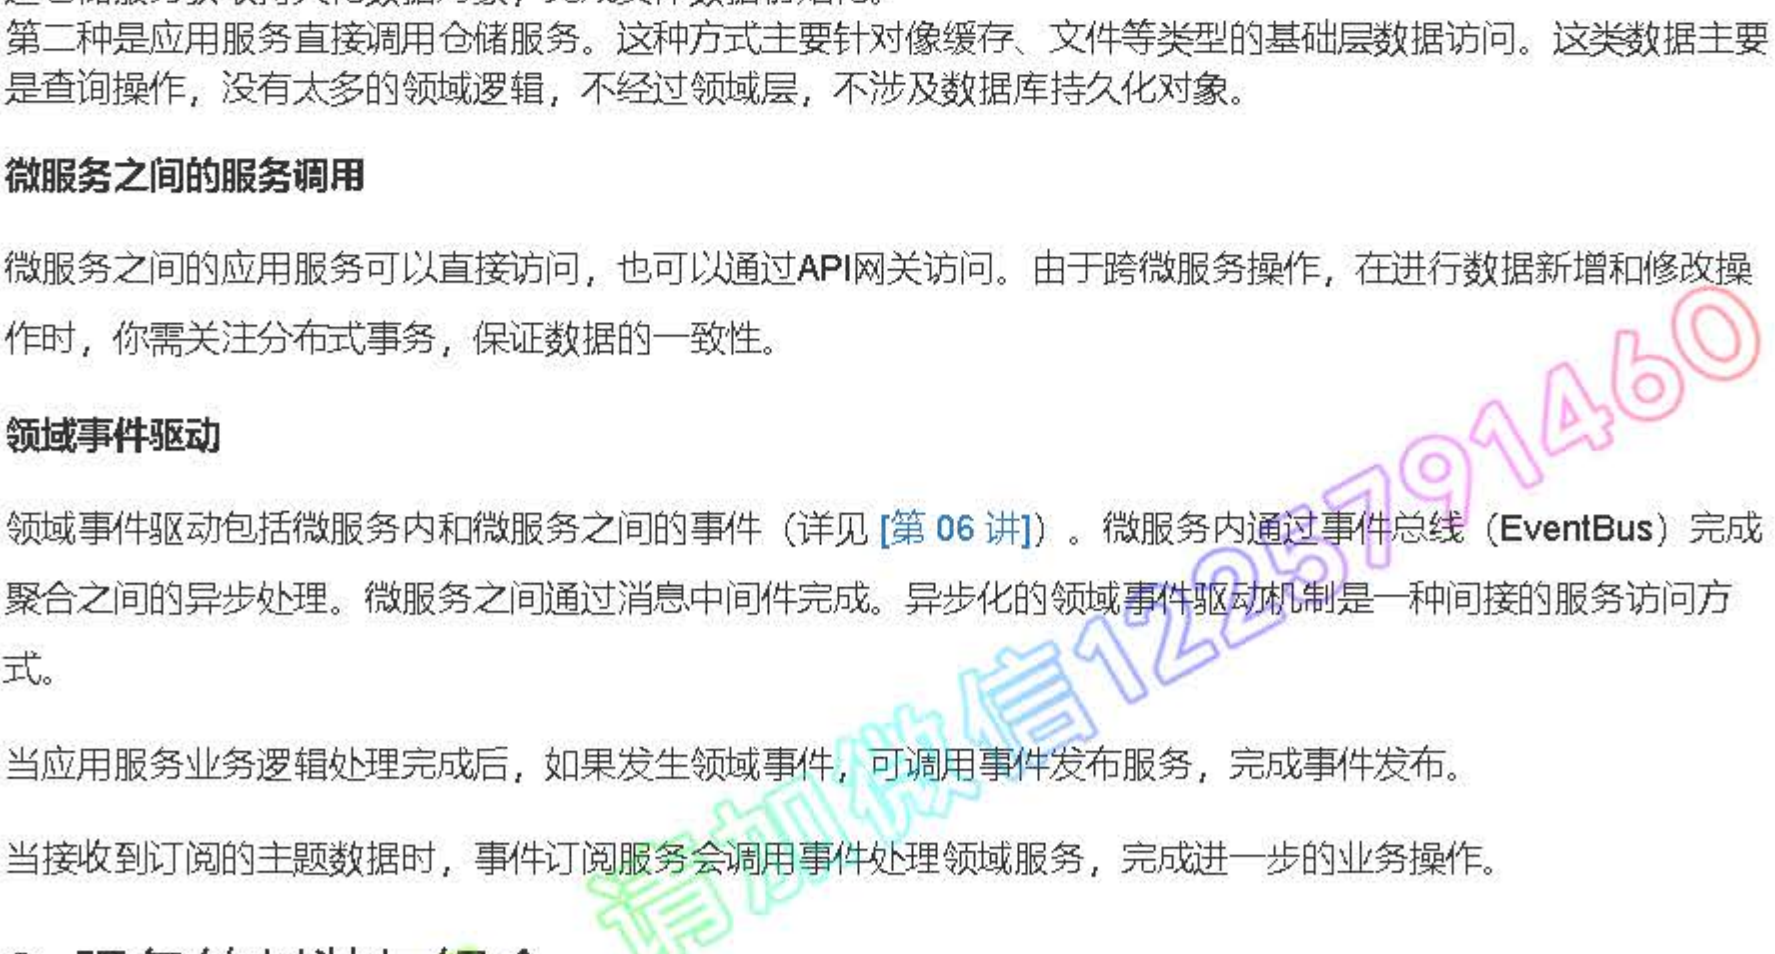 第二种是应用服务直接调用仓储服务。这种方式主要针对像缓存、文件等类型的基础层数据访问。这类数据主要
是查询操作，没有太多的领域逻辑，不经过领域层，不涉及数据库持久化对象。
微服务之间的服务调用
微服务之间的应用服务可以直接访问，也可以通过API网关访问。由于跨微服务操作，在进行数据新增和修改操
作时，你需关注分布式事务，保证数据的一致性。
领域事件驱动
领域事件驱动包括微服务内和微服务之间的事件（详见 [第 06 讲]）。微服务内通过事件总线（EventBus）完成
聚合之间的异步处理。微服务之间通过消息中间件完成。异步化的领域事件驱动机制是一种间接的服务访问方
式。
当应用服务业务逻辑处理完成后，如果发生领域事件，可调用事件发布服务，完成事件发布。
当接收到订阅的主题数据时，事件订阅服务会调用事件处理领域服务，完成进一步的业务操作。
请加微信1225791460